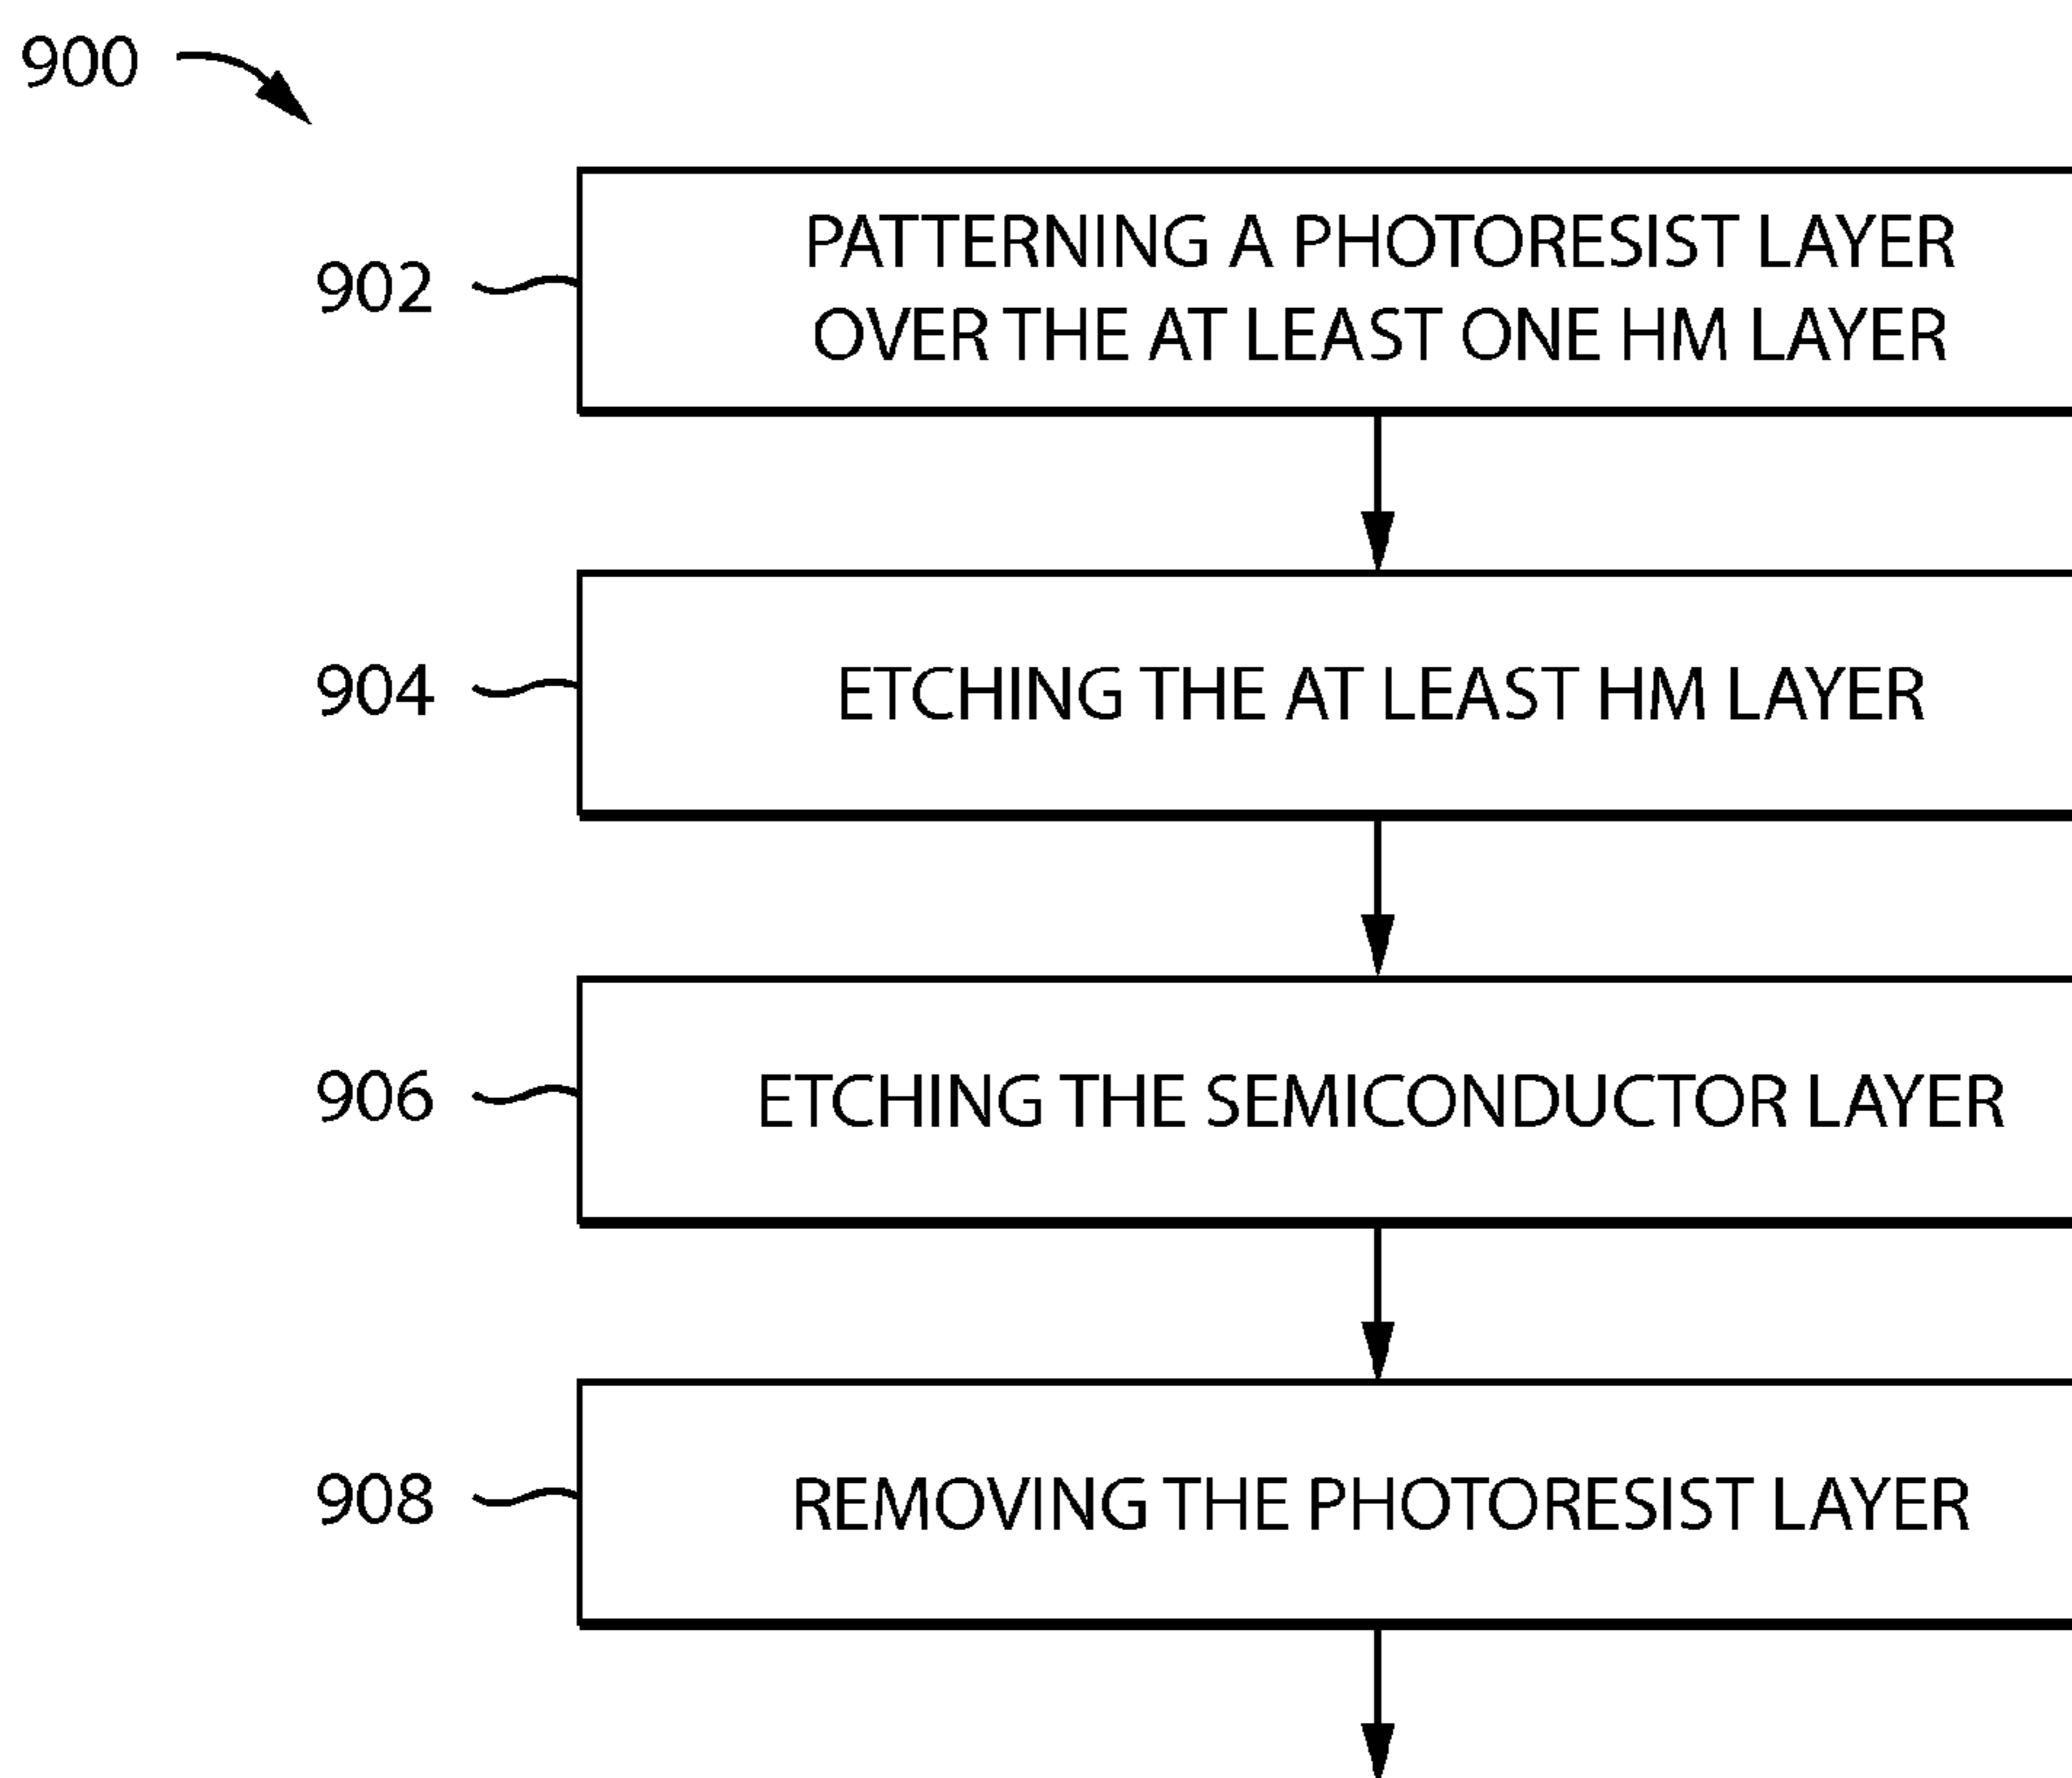 900
902
PATTERNING A PHOTORESIST LAYER
OVER THE AT LEAST ONE HM LAYER
904
ETCHING THE AT LEAST HM LAYER
906
ETCHING THE SEMICONDUCTOR LAYER
908
REMOVING THE PHOTORESIST LAYER